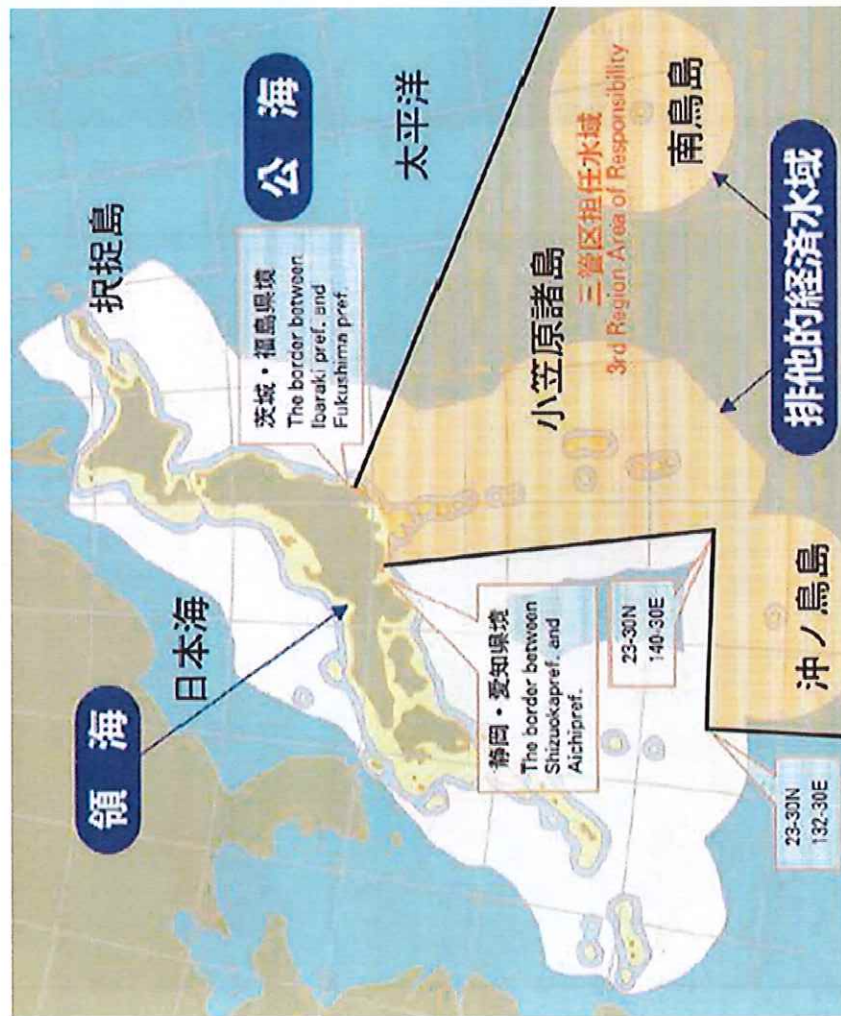 領海
択捉島
日本海
公海
茨城・福島県境
The border between
Ibaraki pref. and
Fukushima pref.
太平洋
静岡・愛知県境
The border between
Shizuokapref. and
Aichipref.
小笠原諸島
三管区担任水域
3rd Region Area of Responsibility
23-30N
140-30E
南鳥島
23-30N
132-30E
沖ノ鳥島
排他的経済水域